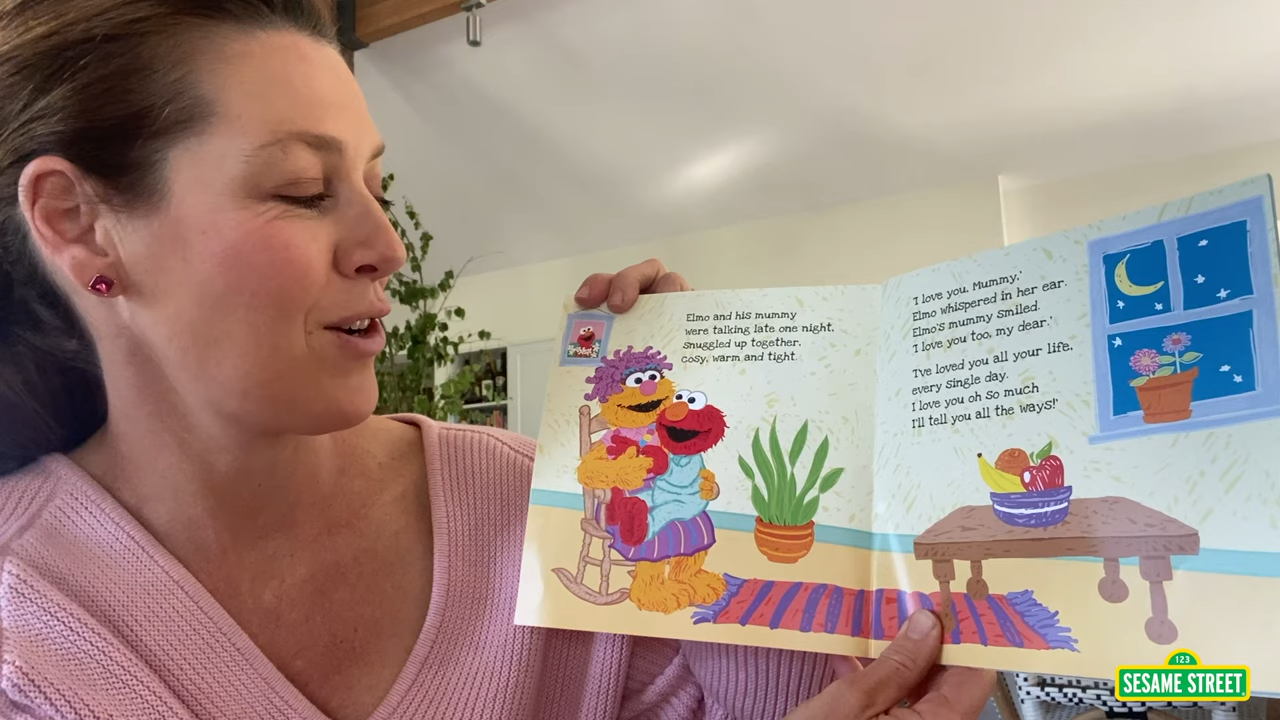 Elmo and his mummy
were talking late one night,
snuggled up together,
cosy, warm and tight.
'I love you, Mummy,'
Elmo whispered in her ear.
Elmo's mummy smiled.
'I love you too, my dear.'
'I've loved you all your life,
every single day.
I love you oh so much
I'll tell you all the ways!'
123
SESAME STREET